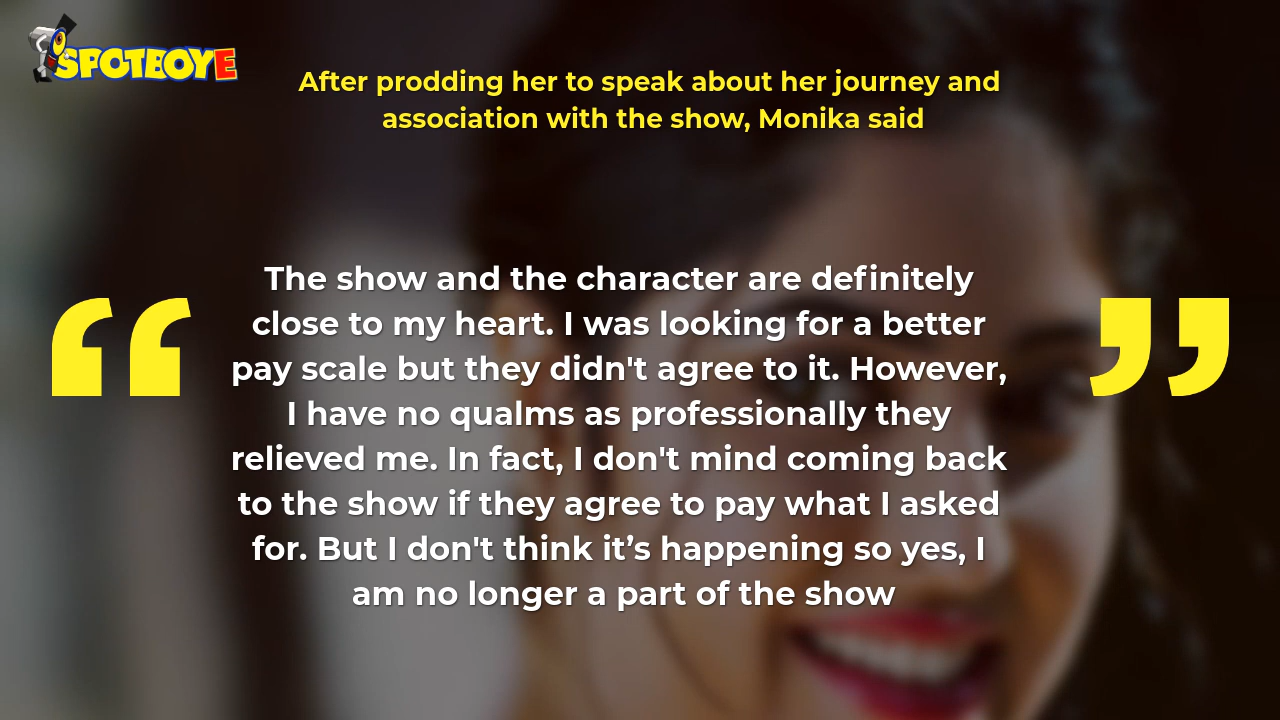 SPOTBOYE
After prodding her to speak about her journey and
association with the show, Monika said
“ ”
The show and the character are definitely
close to my heart. I was looking for a better
pay scale but they didn't agree to it. However,
I have no qualms as professionally they
relieved me. In fact, I don't mind coming back
to the show if they agree to pay what I asked
for. But I don't think it’s happening so yes, I
am no longer a part of the show